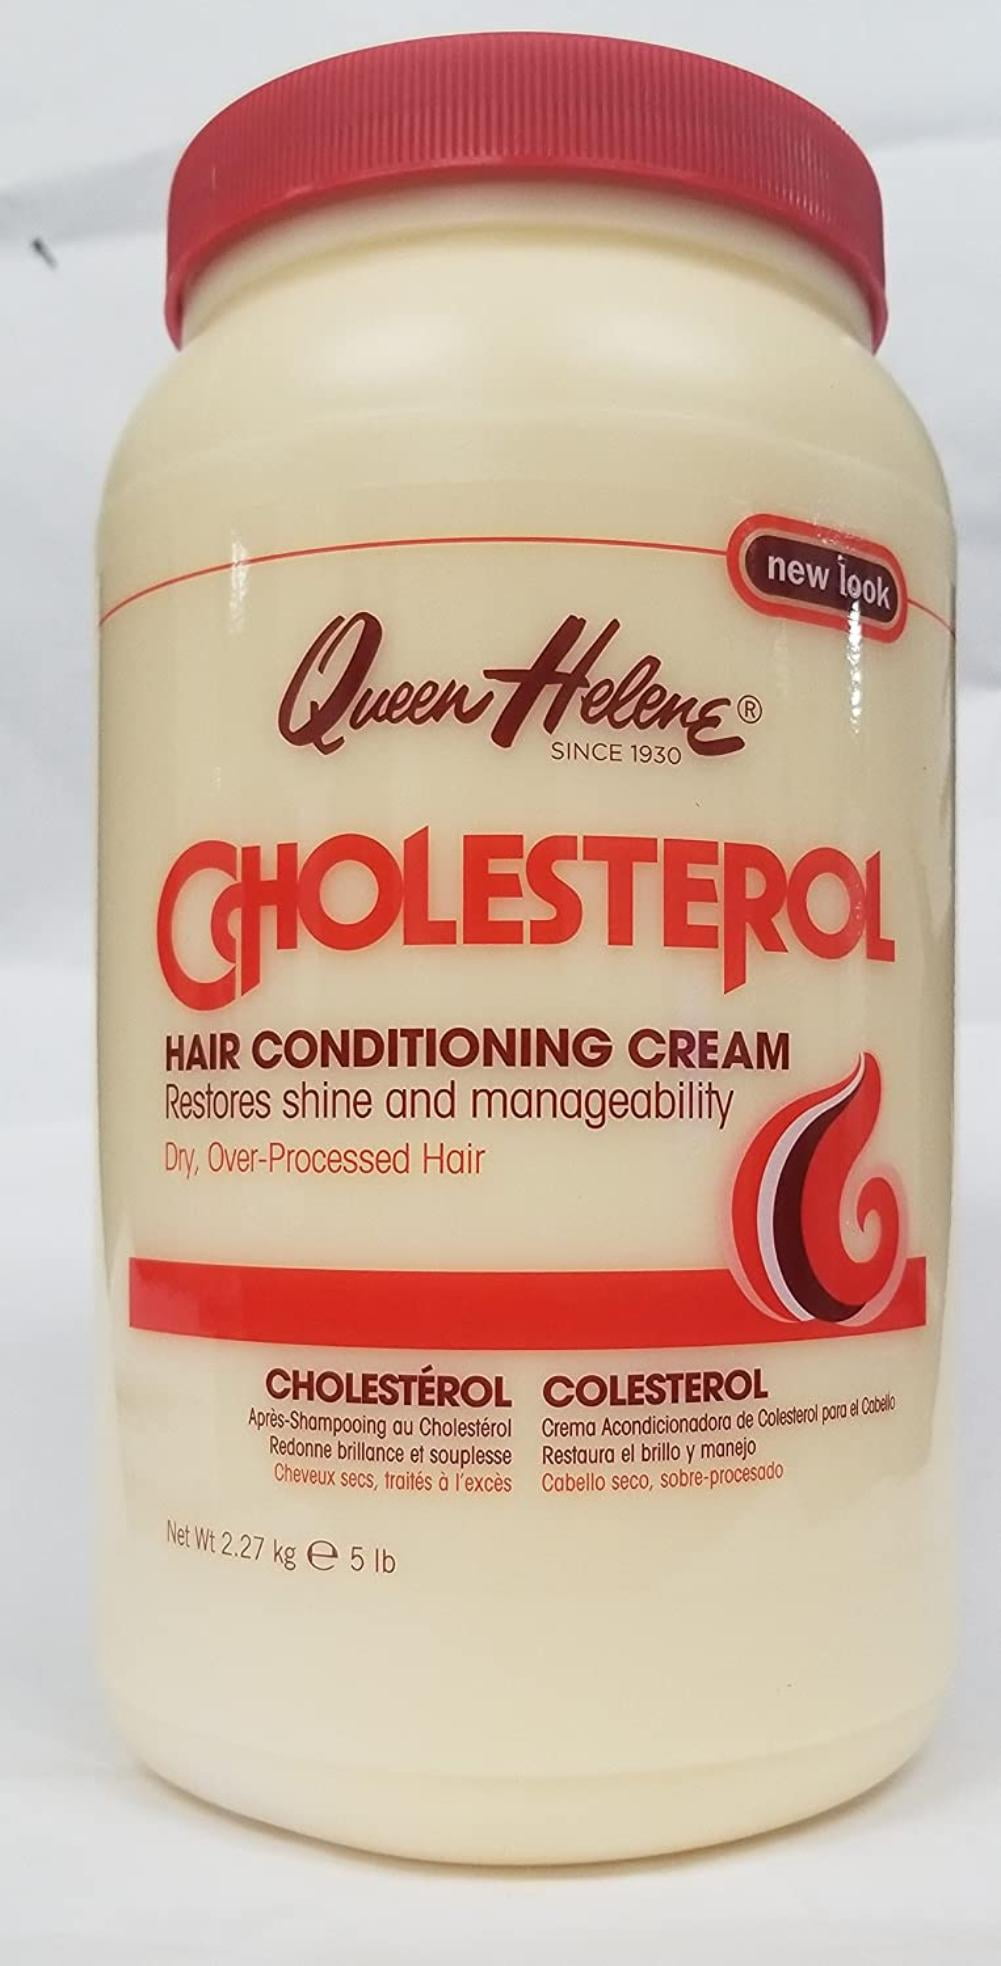 new look
Queen Helene®
SINCE 1930
CHOLESTEROL
HAIR CONDITIONING CREAM
Restores shine and manageability
Dry, Over-Processed Hair
CHOLESTÉROL
Après-Shampooing au Cholestérol
Redonne brillance et souplesse
Cheveux secs, traités à l'excès
COLESTEROL
Crema Acondicionadora de Colesterol para el Cabello
Restaura el brillo y manejo
Cabello seco, sobre-procesado
Net Wt 2.27 kg ℮ 5 lb